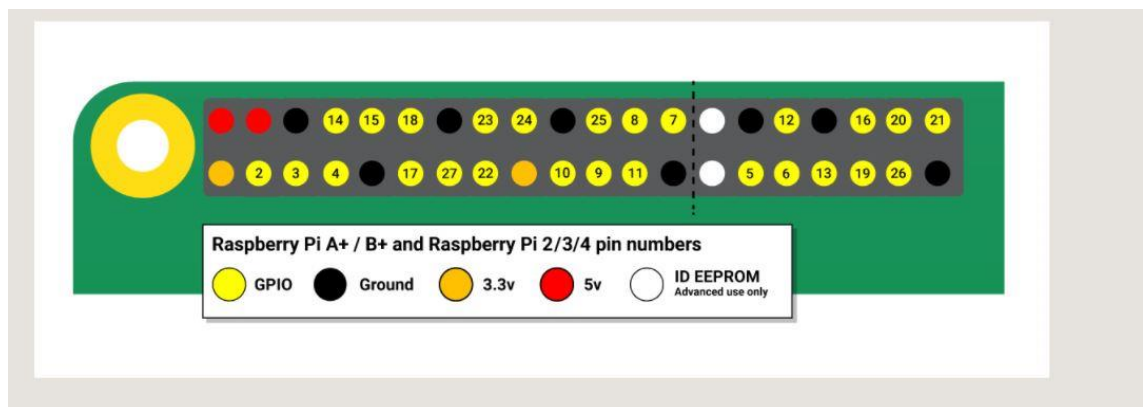 14 15 18 23 24 25 8 7 12 16 20 21
2 3 4 17 27 22 10 9 11 5 6 13 19 26
Raspberry Pi A+ / B+ and Raspberry Pi 2/3/4 pin numbers
GPIO Ground 3.3v 5v ID EEPROM
Advanced use only